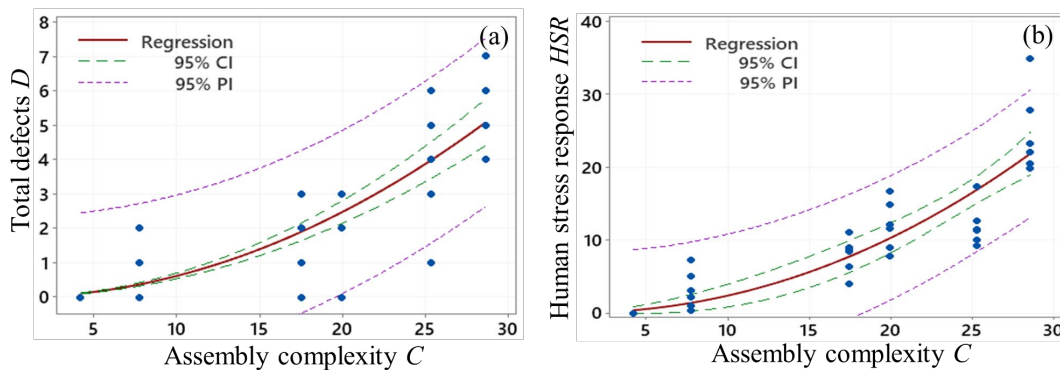 (a)
Regression
95% CI
95% PI
Total defects D
8
7
6
5
4
3
2
1
0
5 10 15 20 25 30
Assembly complexity C
(b)
Regression
95% CI
95% PI
Human stress response HSR
40
30
20
10
0
5 10 15 20 25 30
Assembly complexity C